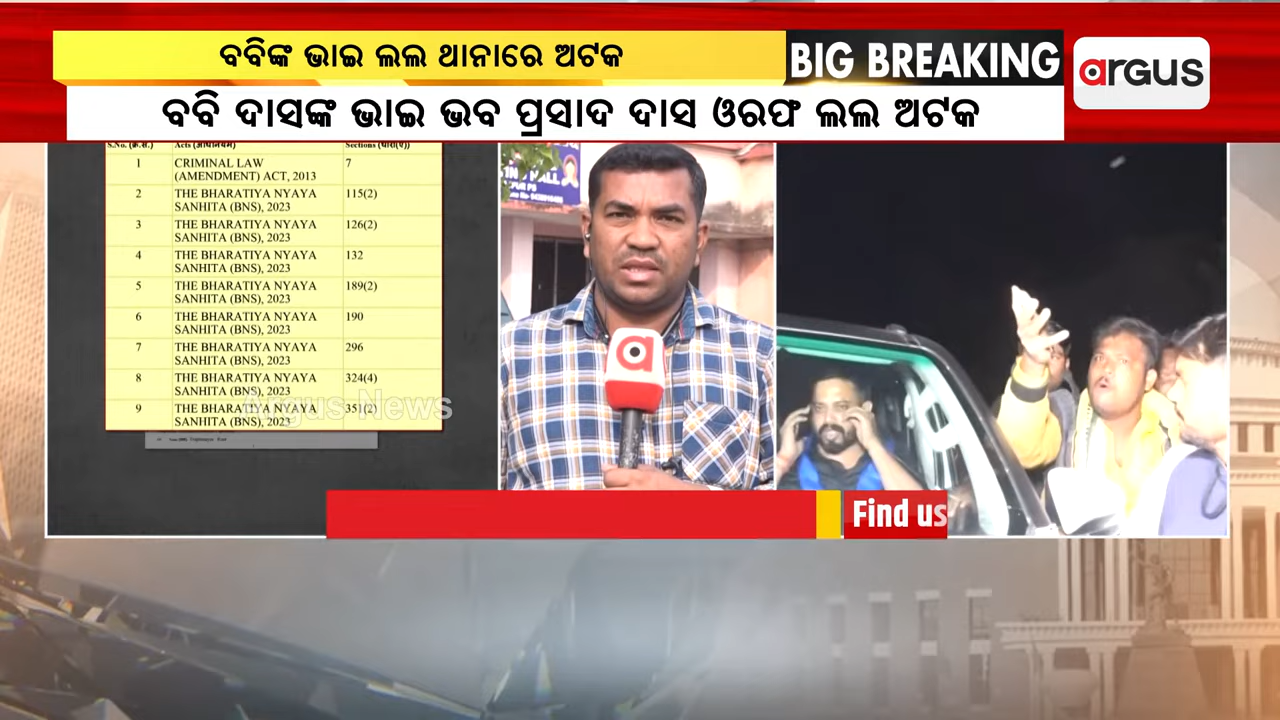 ବବିଙ୍କ ଭାଇ ଲଲ ଥାନାରେ ଅଟକ
BIG BREAKING
argus
ବବି ଦାସଙ୍କ ଭାଇ ଭବ ପ୍ରସାଦ ଦାସ ଓରଫ ଲଲ ଅଟକ
S.No. (क्र.सं.) Acts (अधिनियम) Sections (धारा(एँ))
1 CRIMINAL LAW 7
(AMENDMENT) ACT, 2013
2 THE BHARATIYA NYAYA 115(2)
SANHITA (BNS), 2023
3 THE BHARATIYA NYAYA 126(2)
SANHITA (BNS), 2023
4 THE BHARATIYA NYAYA 132
SANHITA (BNS), 2023
5 THE BHARATIYA NYAYA 189(2)
SANHITA (BNS), 2023
6 THE BHARATIYA NYAYA 190
SANHITA (BNS), 2023
7 THE BHARATIYA NYAYA 296
SANHITA (BNS), 2023
8 THE BHARATIYA NYAYA 324(4)
SANHITA (BNS), 2023
9 THE BHARATIYA NYAYA 351(2)
SANHITA (BNS), 2023
Argus News
Find us